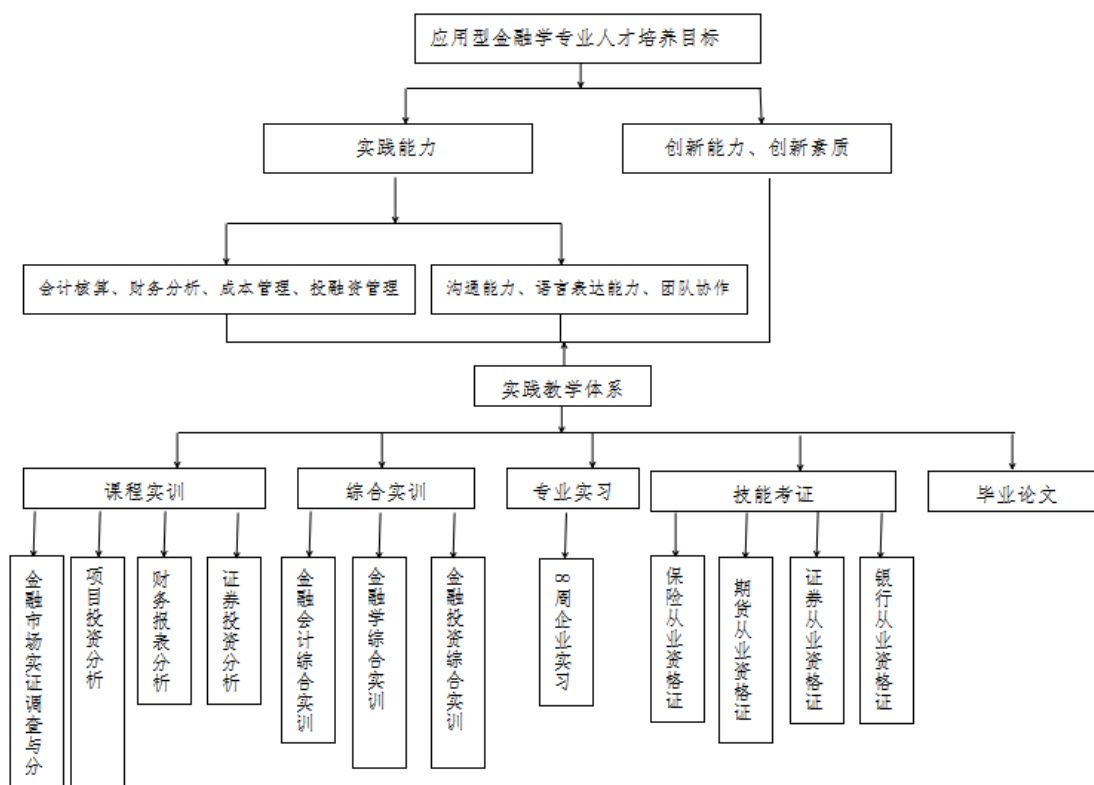 应用型金融学专业人才培养目标
实践能力
创新能力、创新素质
会计核算、财务分析、成本管理、投融资管理
沟通能力、语言表达能力、团队协作
实践教学体系
课程实训
综合实训
专业实习
技能考证
毕业论文
金融市场实证调查与分
项目投资分析
财务报表分析
证券投资分析
金融会计综合实训
金融学综合实训
金融投资综合实训
8周企业实习
保险从业资格证
期货从业资格证
证券从业资格证
银行从业资格证